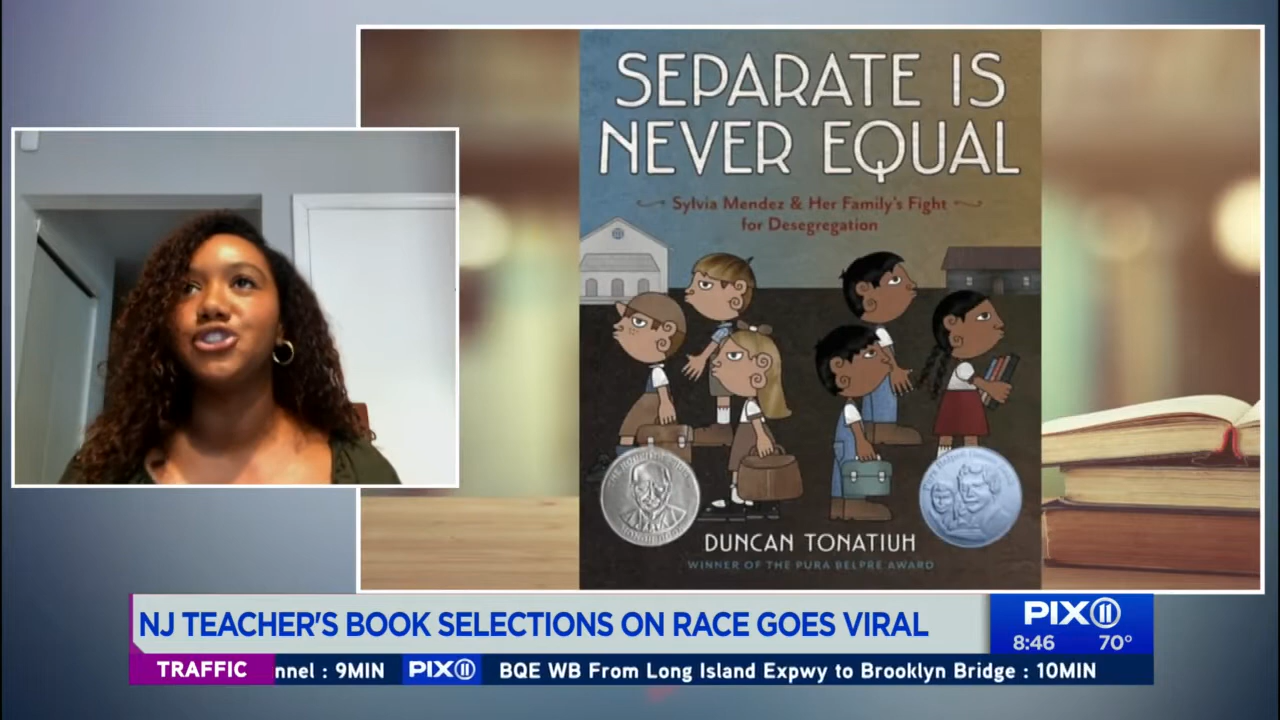 SEPARATE IS
NEVER EQUAL
Sylvia Mendez & Her Family's Fight
for Desegregation
DUNCAN TONATIUH
WINNER OF THE PURA BELPRE AWARD
NJ TEACHER'S BOOK SELECTIONS ON RACE GOES VIRAL
PIX11
8:46 70°
TRAFFIC nnel : 9MIN PIX11 BQE WB From Long Island Expwy to Brooklyn Bridge : 10MIN